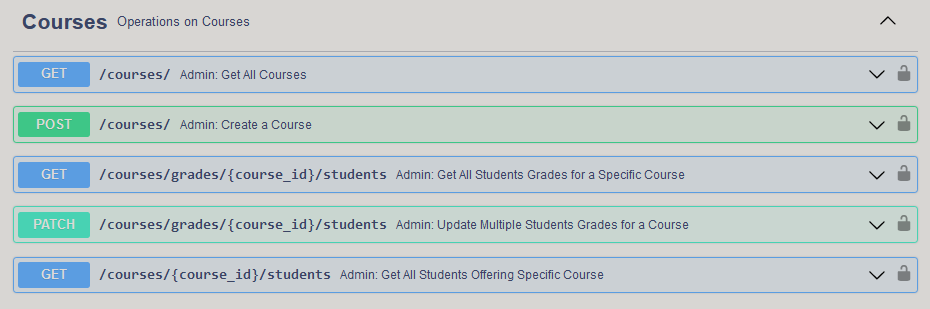 Courses Operations on Courses
GET /courses/ Admin: Get All Courses
POST /courses/ Admin: Create a Course
GET /courses/grades/{course_id}/students Admin: Get All Students Grades for a Specific Course
PATCH /courses/grades/{course_id}/students Admin: Update Multiple Students Grades for a Course
GET /courses/{course_id}/students Admin: Get All Students Offering Specific Course